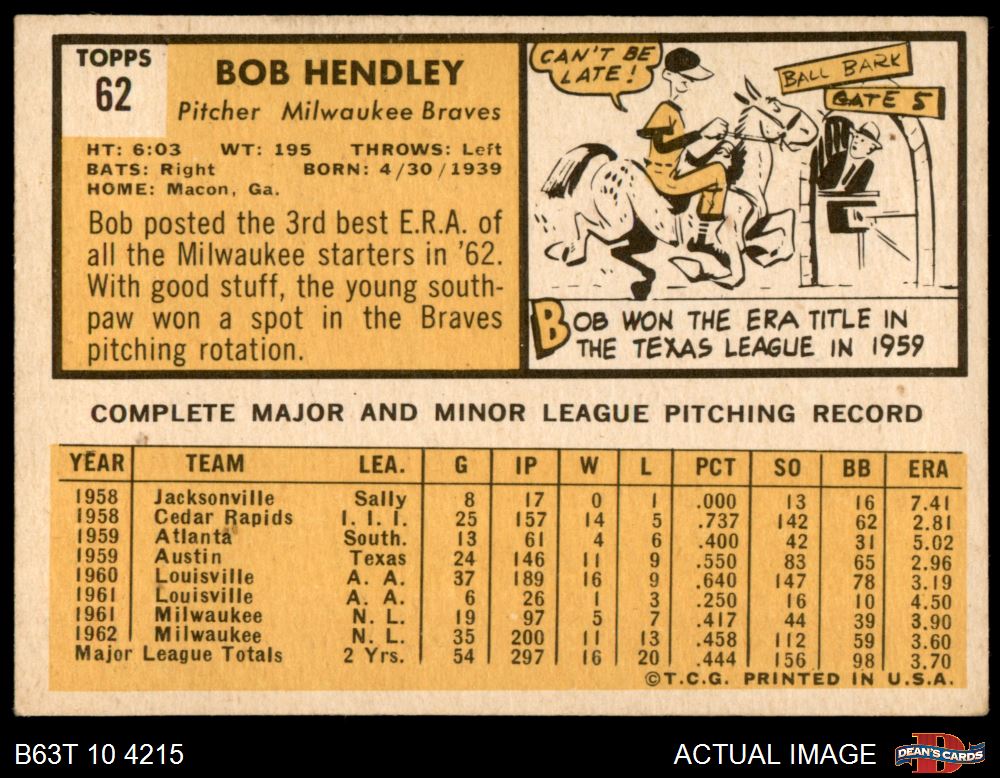 TOPPS
62
BOB HENDLEY
Pitcher Milwaukee Braves
HT: 6:03 WT: 195 THROWS: Left
BATS: Right BORN: 4/30/1939
HOME: Macon, Ga.
Bob posted the 3rd best E.R.A. of
all the Milwaukee starters in '62.
With good stuff, the young south-
paw won a spot in the Braves
pitching rotation.
CAN'T BE
LATE!
BALL BARK
GATE 5
BOB WON THE ERA TITLE IN
THE TEXAS LEAGUE IN 1959
COMPLETE MAJOR AND MINOR LEAGUE PITCHING RECORD
YEAR TEAM LEA. G IP W L PCT SO BB ERA
1958 Jacksonville Sally 8 17 0 1 .000 13 16 7.41
1958 Cedar Rapids I. I. I. 25 157 14 5 .737 142 62 2.81
1959 Atlanta South. 13 61 4 6 .400 42 31 5.02
1959 Austin Texas 24 146 11 9 .550 83 65 2.96
1960 Louisville A. A. 37 189 16 9 .640 147 78 3.19
1961 Louisville A. A. 6 26 1 3 .250 16 10 4.50
1961 Milwaukee N. L. 19 97 5 7 .417 44 39 3.90
1962 Milwaukee N. L. 35 200 11 13 .458 112 59 3.60
Major League Totals 2 Yrs. 54 297 16 20 .444 156 98 3.70
©T.C.G. PRINTED IN U.S.A.
B63T 10 4215
ACTUAL IMAGE
D
DEAN'S CARDS